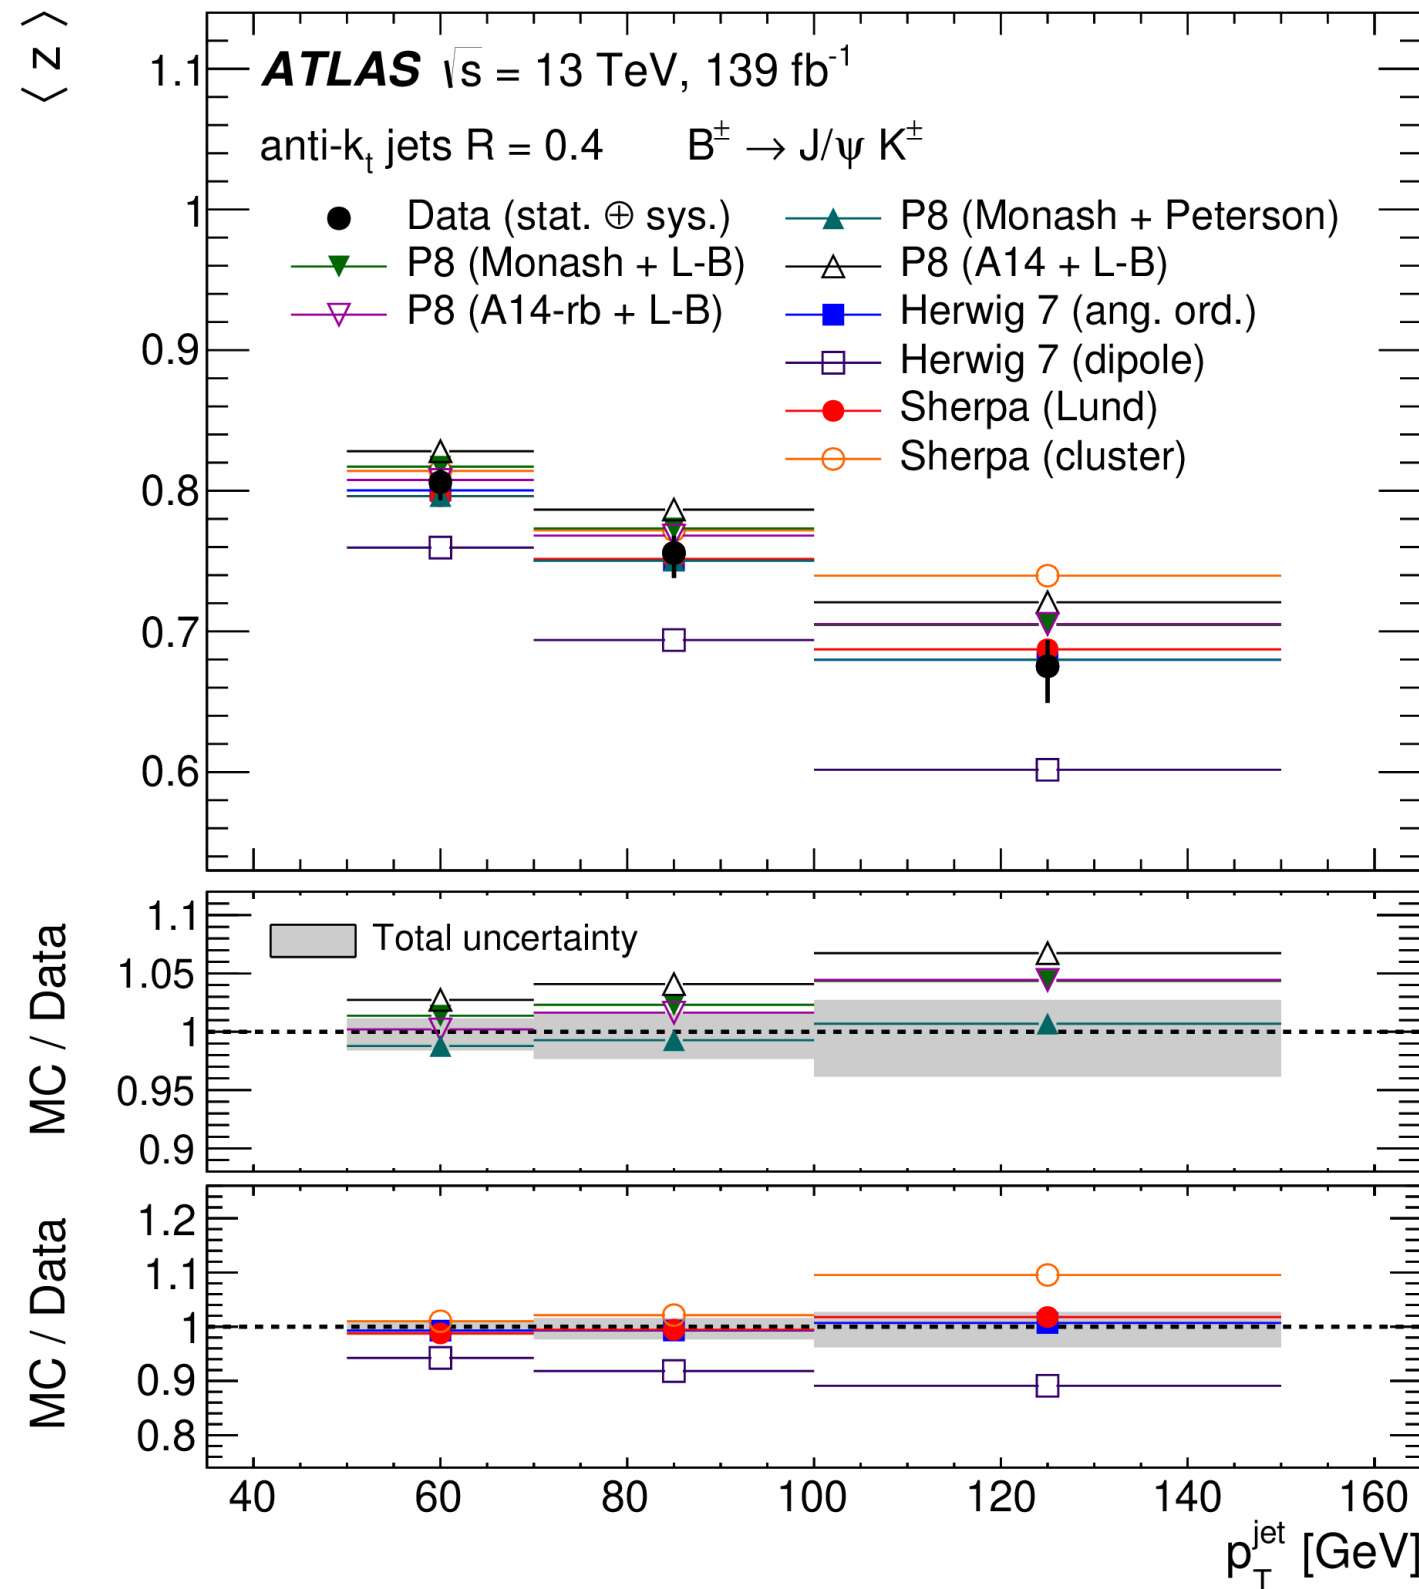 ⟨ z ⟩
1.1
1
0.9
0.8
0.7
0.6
ATLAS √s = 13 TeV, 139 fb⁻¹
anti-kₜ jets R = 0.4 B± → J/ψ K±
Data (stat. ⊕ sys.)
P8 (Monash + L-B)
P8 (A14-rb + L-B)
P8 (Monash + Peterson)
P8 (A14 + L-B)
Herwig 7 (ang. ord.)
Herwig 7 (dipole)
Sherpa (Lund)
Sherpa (cluster)
MC / Data
1.1
1.05
1
0.95
0.9
Total uncertainty
MC / Data
1.2
1.1
1
0.9
0.8
40 60 80 100 120 140 160
p_T^jet [GeV]